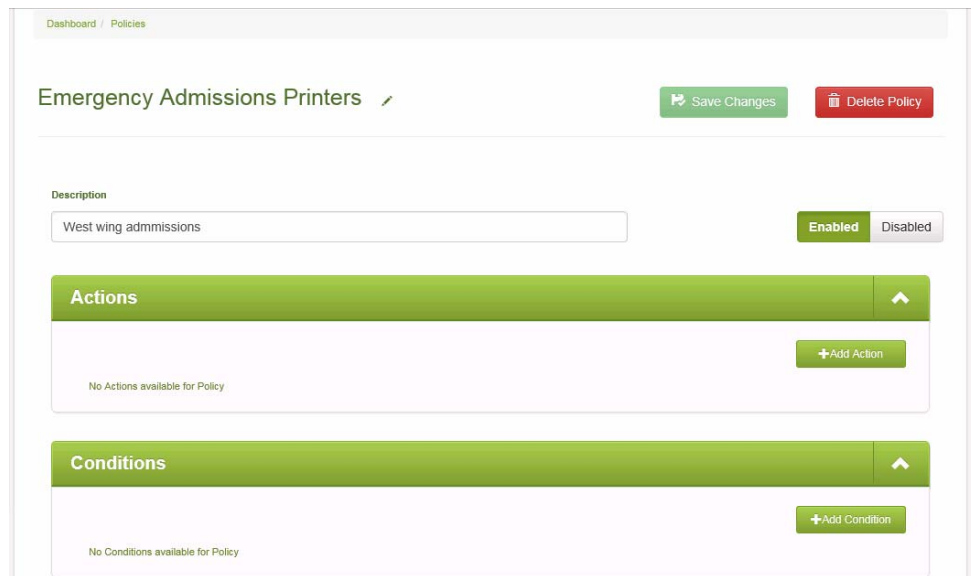 Dashboard / Policies
Emergency Admissions Printers
Save Changes
Delete Policy
Description
West wing admmissions
Enabled
Disabled
Actions
+Add Action
No Actions available for Policy
Conditions
+Add Condition
No Conditions available for Policy